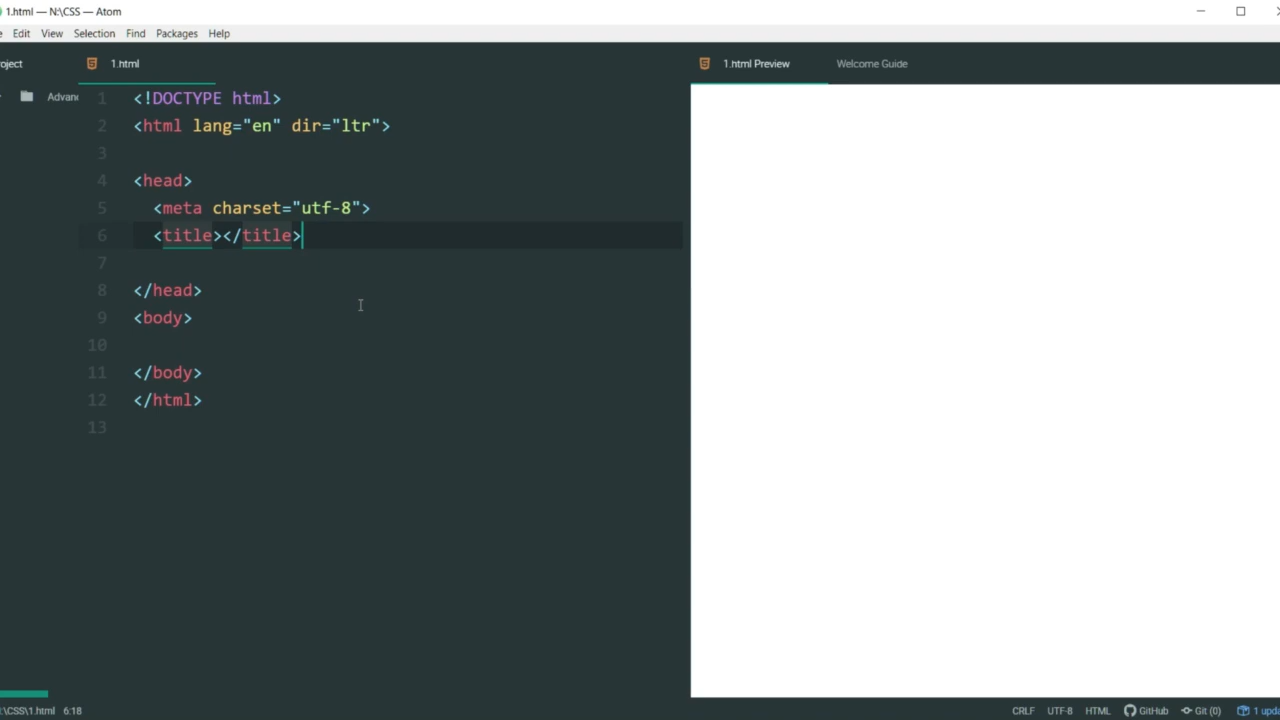 1.html — N:\CSS — Atom
Edit View Selection Find Packages Help
oject
1.html
1.html Preview
Welcome Guide
Advan
1 <!DOCTYPE html>
2 <html lang="en" dir="ltr">
3
4 <head>
5 <meta charset="utf-8">
6 <title></title>
7
8 </head>
9 <body>
10
11 </body>
12 </html>
13
\CSS\1.html 6:18
CRLF UTF-8 HTML GitHub Git (0) 1 upda